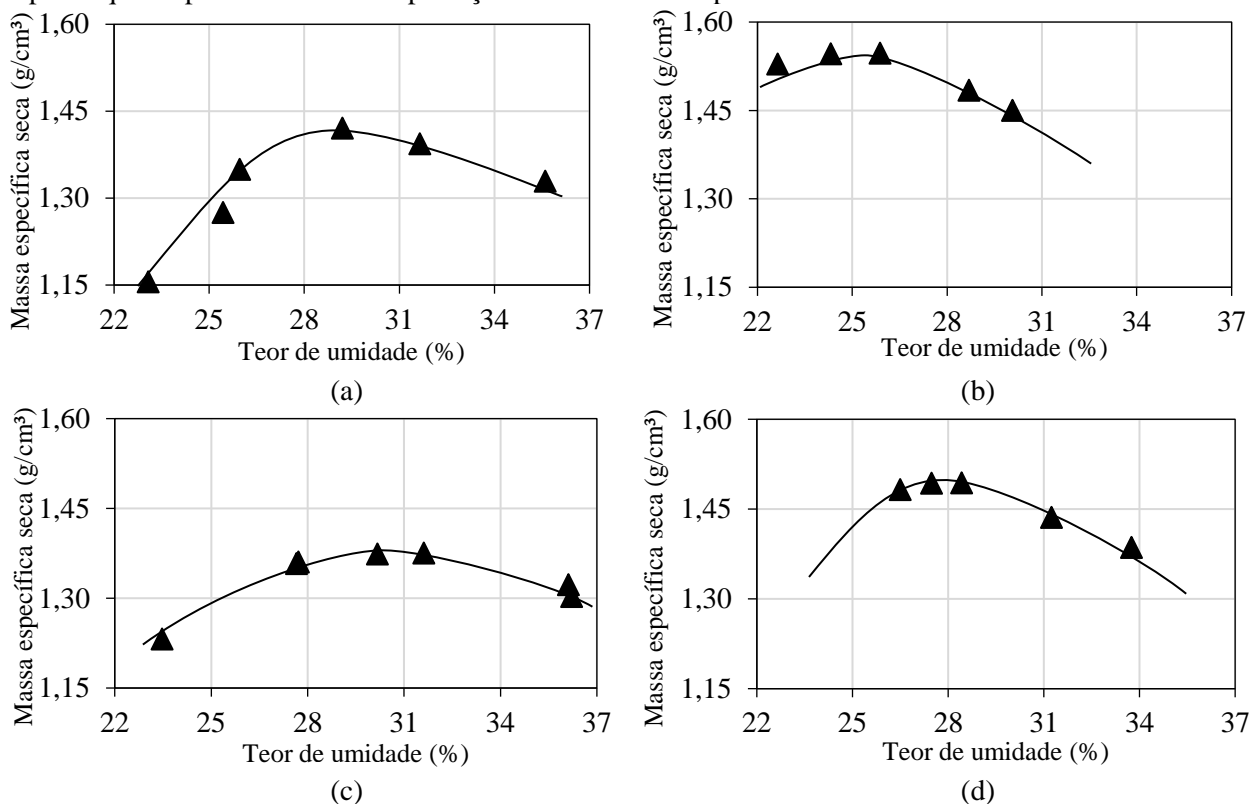 1,60
1,45
1,30
1,15
22 25 28 31 34 37
Massa específica seca (g/cm³)
Teor de umidade (%)
(a)
1,60
1,45
1,30
1,15
22 25 28 31 34 37
Massa específica seca (g/cm³)
Teor de umidade (%)
(b)
1,60
1,45
1,30
1,15
22 25 28 31 34 37
Massa específica seca (g/cm³)
Teor de umidade (%)
(c)
1,60
1,45
1,30
1,15
22 25 28 31 34 37
Massa específica seca (g/cm³)
Teor de umidade (%)
(d)